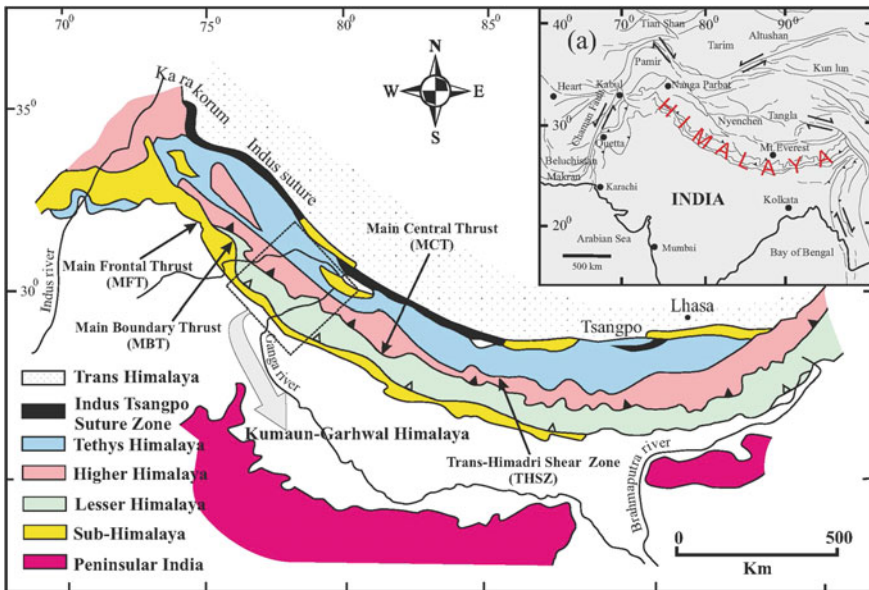 70⁰
75⁰
80⁰
85⁰
35⁰
30⁰
Ka ra korum
Indus suture
N
W
E
S
Main Central Thrust
(MCT)
Main Frontal Thrust
(MFT)
Main Boundary Thrust
(MBT)
Indus river
Ganga river
Lhasa
Tsangpo
Kumaun-Garhwal Himalaya
Trans-Himadri Shear Zone
(THSZ)
Brahmaputra river
Trans Himalaya
Indus Tsangpo
Suture Zone
Tethys Himalaya
Higher Himalaya
Lesser Himalaya
Sub-Himalaya
Peninsular India
0
500
Km
(a)
40⁰
70⁰
80⁰
90⁰
30⁰
20⁰
Tian Shan
Altushan
Pamir
Tarim
Kun lun
Heart
Kabul
Nanga Parbat
Chaman Fault
Nyenchen
Tangla
HIMALAYA
Quetta
Mt Everest
Beluchistan
Makran
Karachi
INDIA
Kolkata
Arabian Sea
Mumbui
Bay of Bengal
500 km